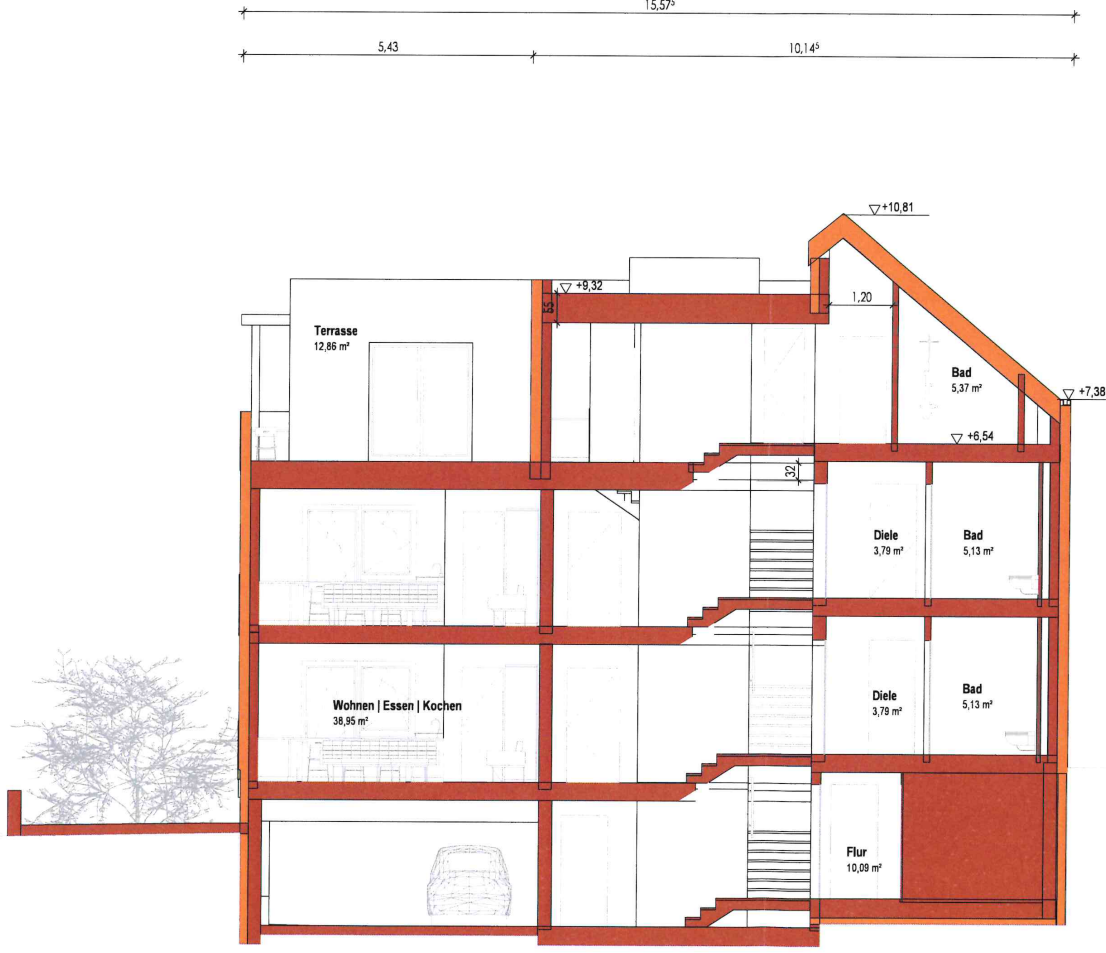 15,57⁵
5,43
10,14⁵
+10,81
+9,32
55
1,20
Terrasse
12,86 m²
Bad
5,37 m²
+7,38
+6,54
32
Diele
3,79 m²
Bad
5,13 m²
Wohnen | Essen | Kochen
38,95 m²
Diele
3,79 m²
Bad
5,13 m²
Flur
10,09 m²